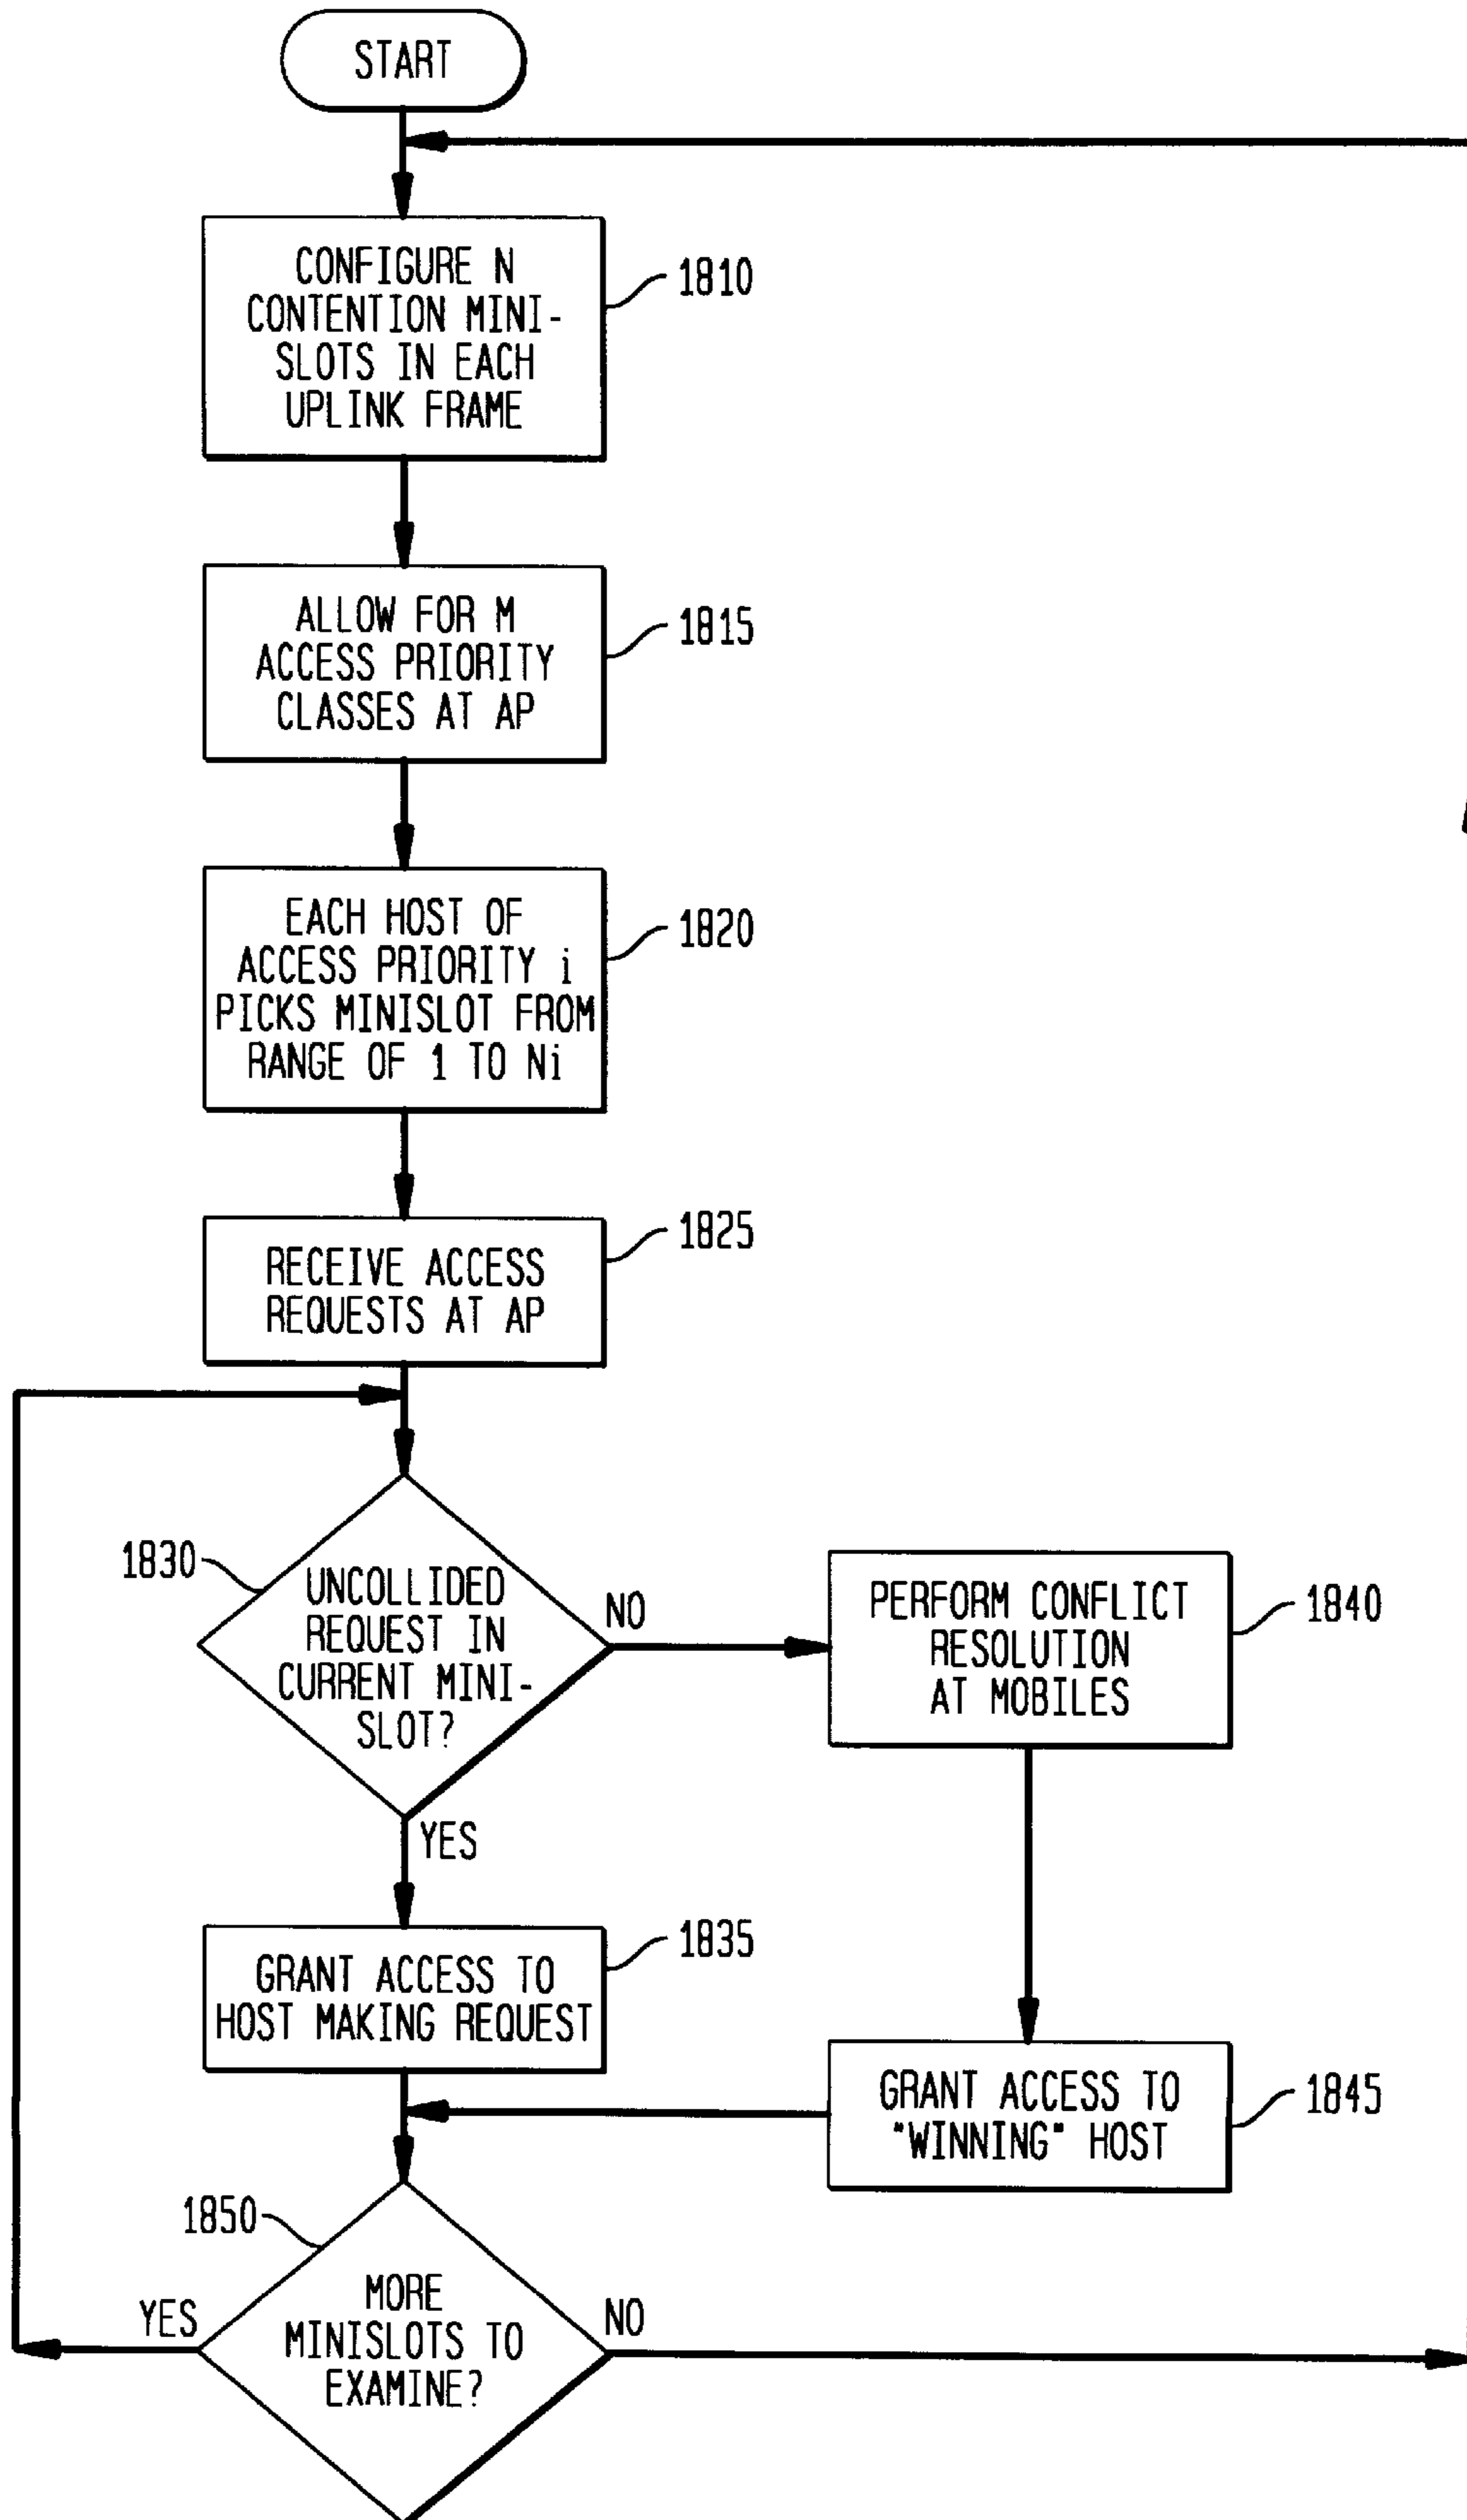 START
CONFIGURE N
CONTENTION MINI-
SLOTS IN EACH
UPLINK FRAME
1810
ALLOW FOR M
ACCESS PRIORITY
CLASSES AT AP
1815
EACH HOST OF
ACCESS PRIORITY i
PICKS MINISLOT FROM
RANGE OF 1 TO Ni
1820
RECEIVE ACCESS
REQUESTS AT AP
1825
1830
UNCOLLIDED
REQUEST IN
CURRENT MINI-
SLOT?
NO
YES
PERFORM CONFLICT
RESOLUTION
AT MOBILES
1840
GRANT ACCESS TO
HOST MAKING REQUEST
1835
GRANT ACCESS TO
"WINNING" HOST
1845
1850
MORE
MINISLOTS TO
EXAMINE?
YES
NO